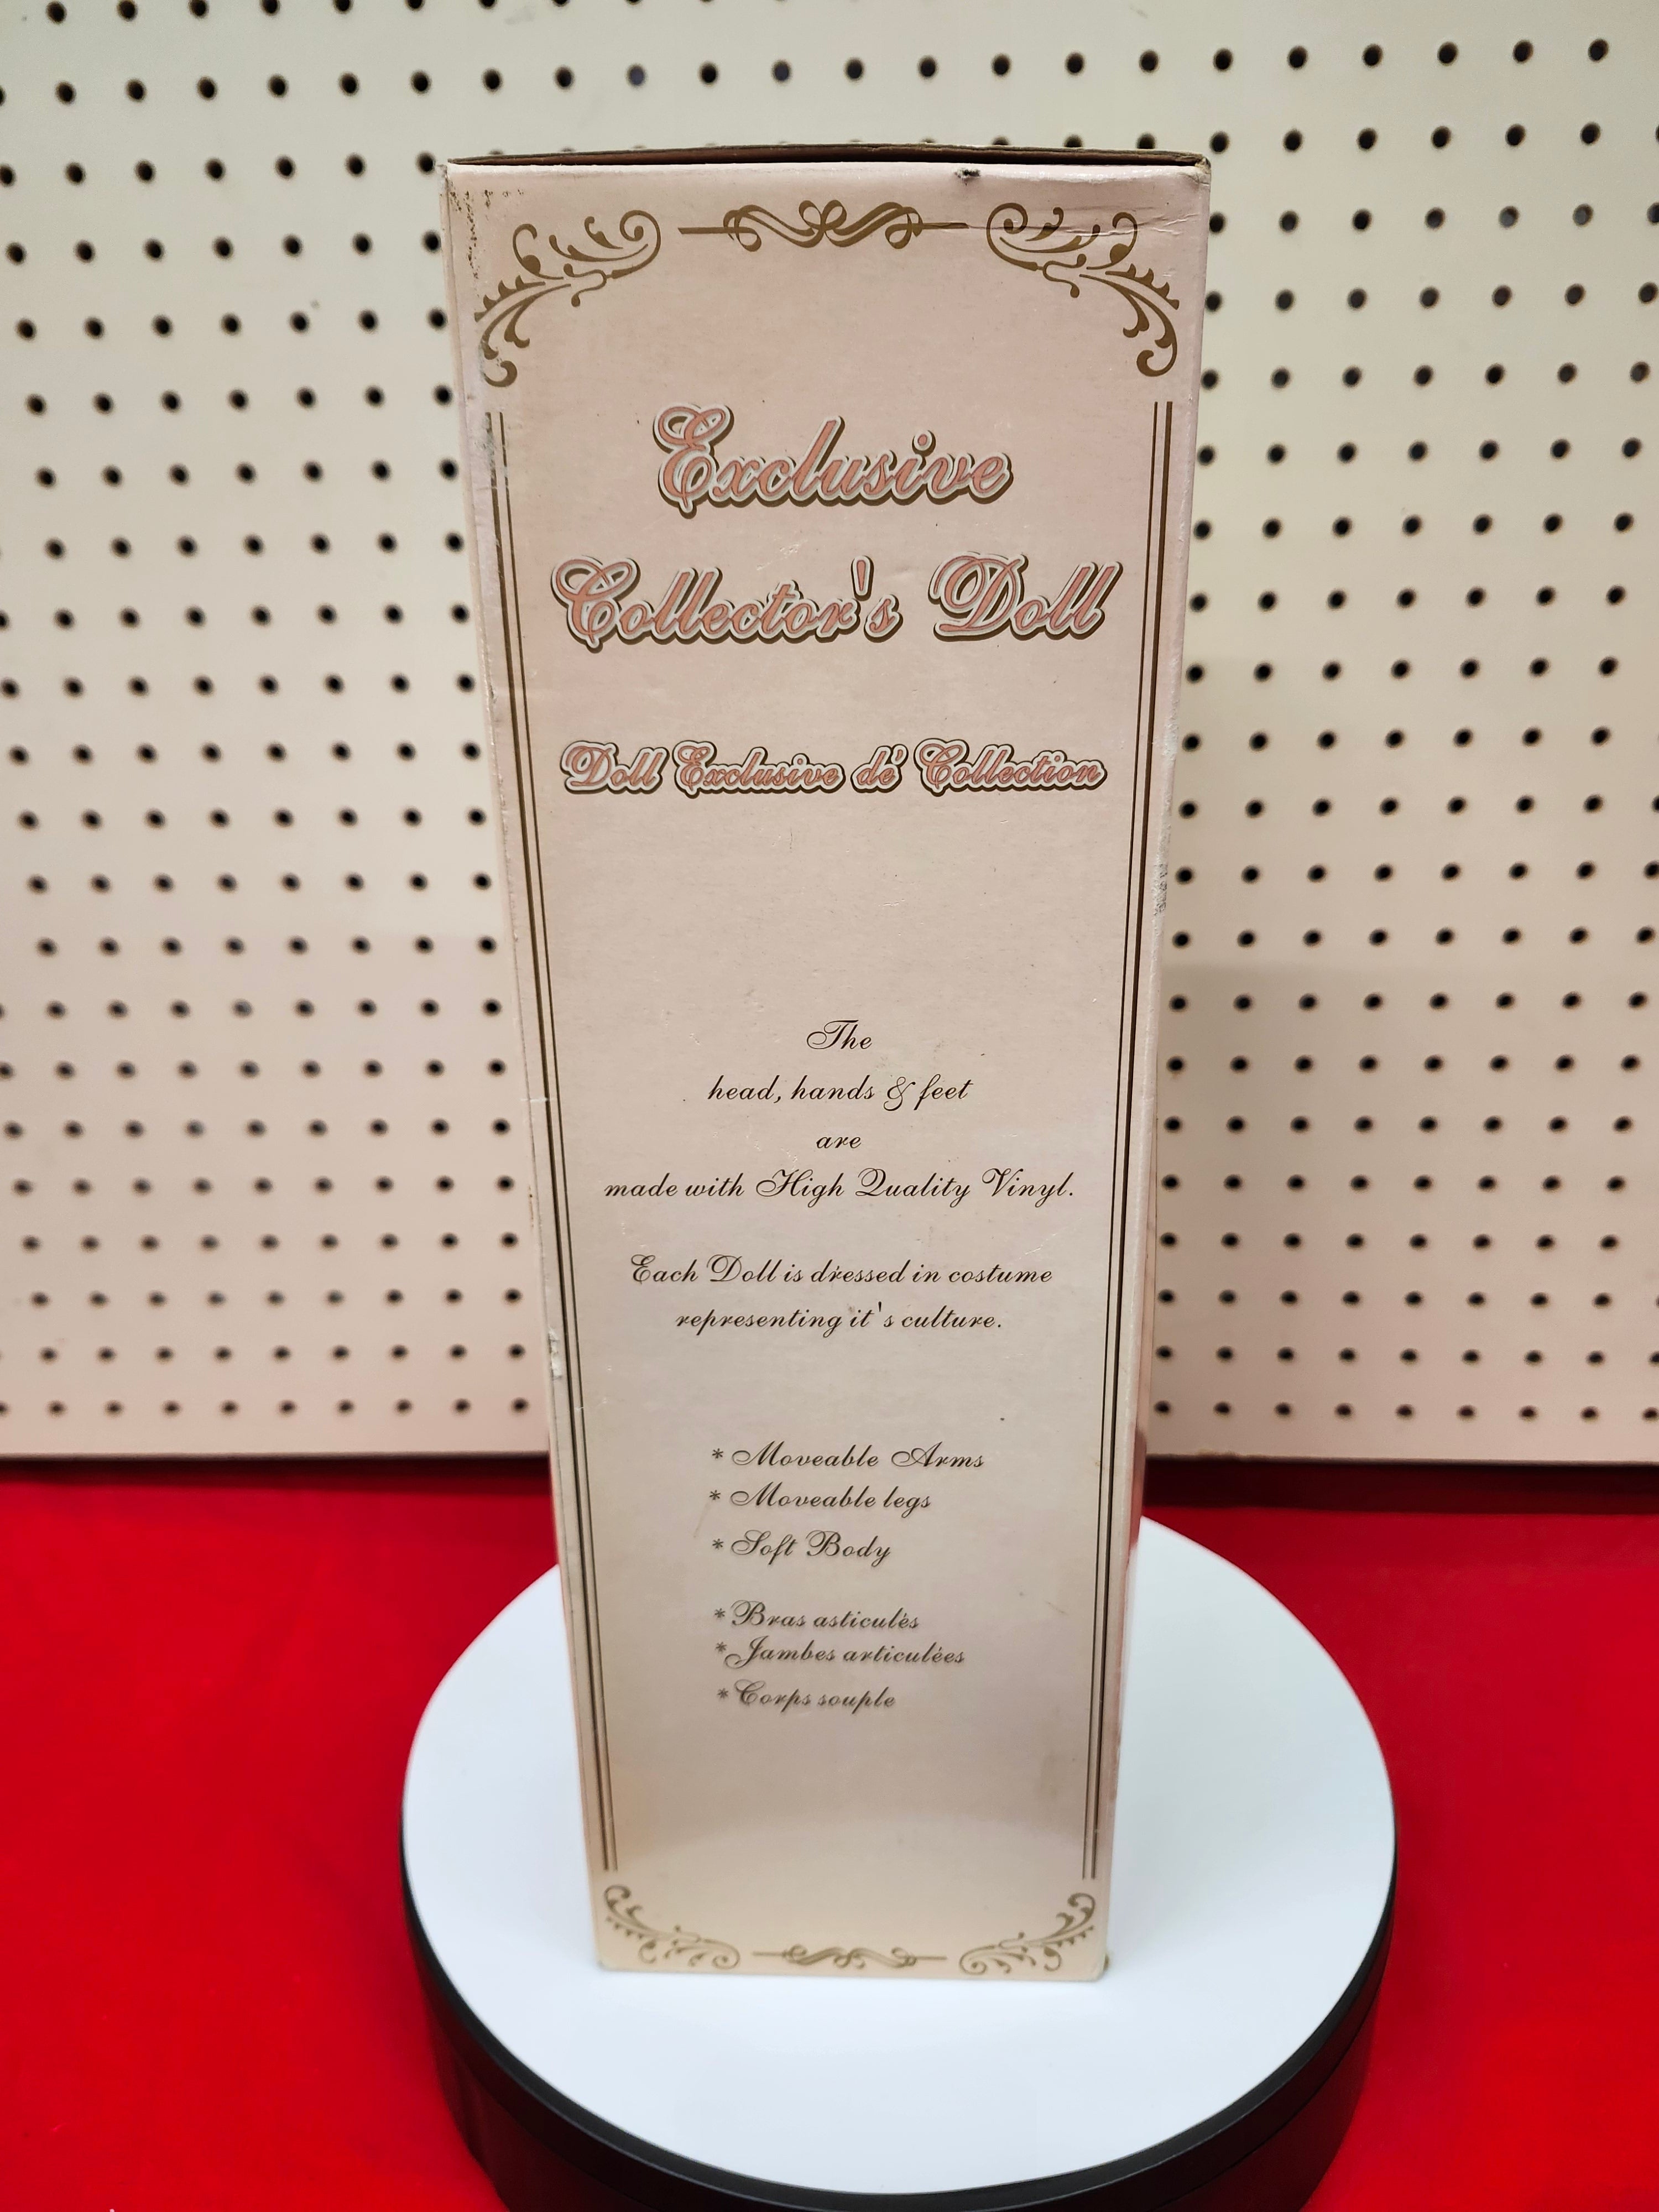 Exclusive
Collector's Doll
Doll Exclusive de' Collection
The
head, hands & feet
are
made with High Quality Vinyl.
Each Doll is dressed in costume
representing it's culture.
* Moveable Arms
* Moveable legs
* Soft Body
* Bras asticulés
* Jambes articulées
* Corps souple